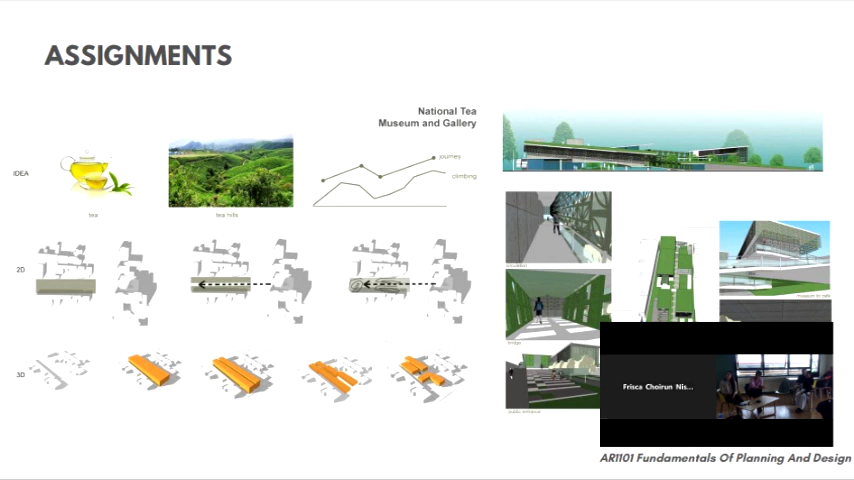 ASSIGNMENTS
National Tea
Museum and Gallery
IDEA
journey
climbing
tea
tea hills
2D
3D
bridge
public entrance
Frisca Choirun Nis...
AR1101 Fundamentals Of Planning And Design